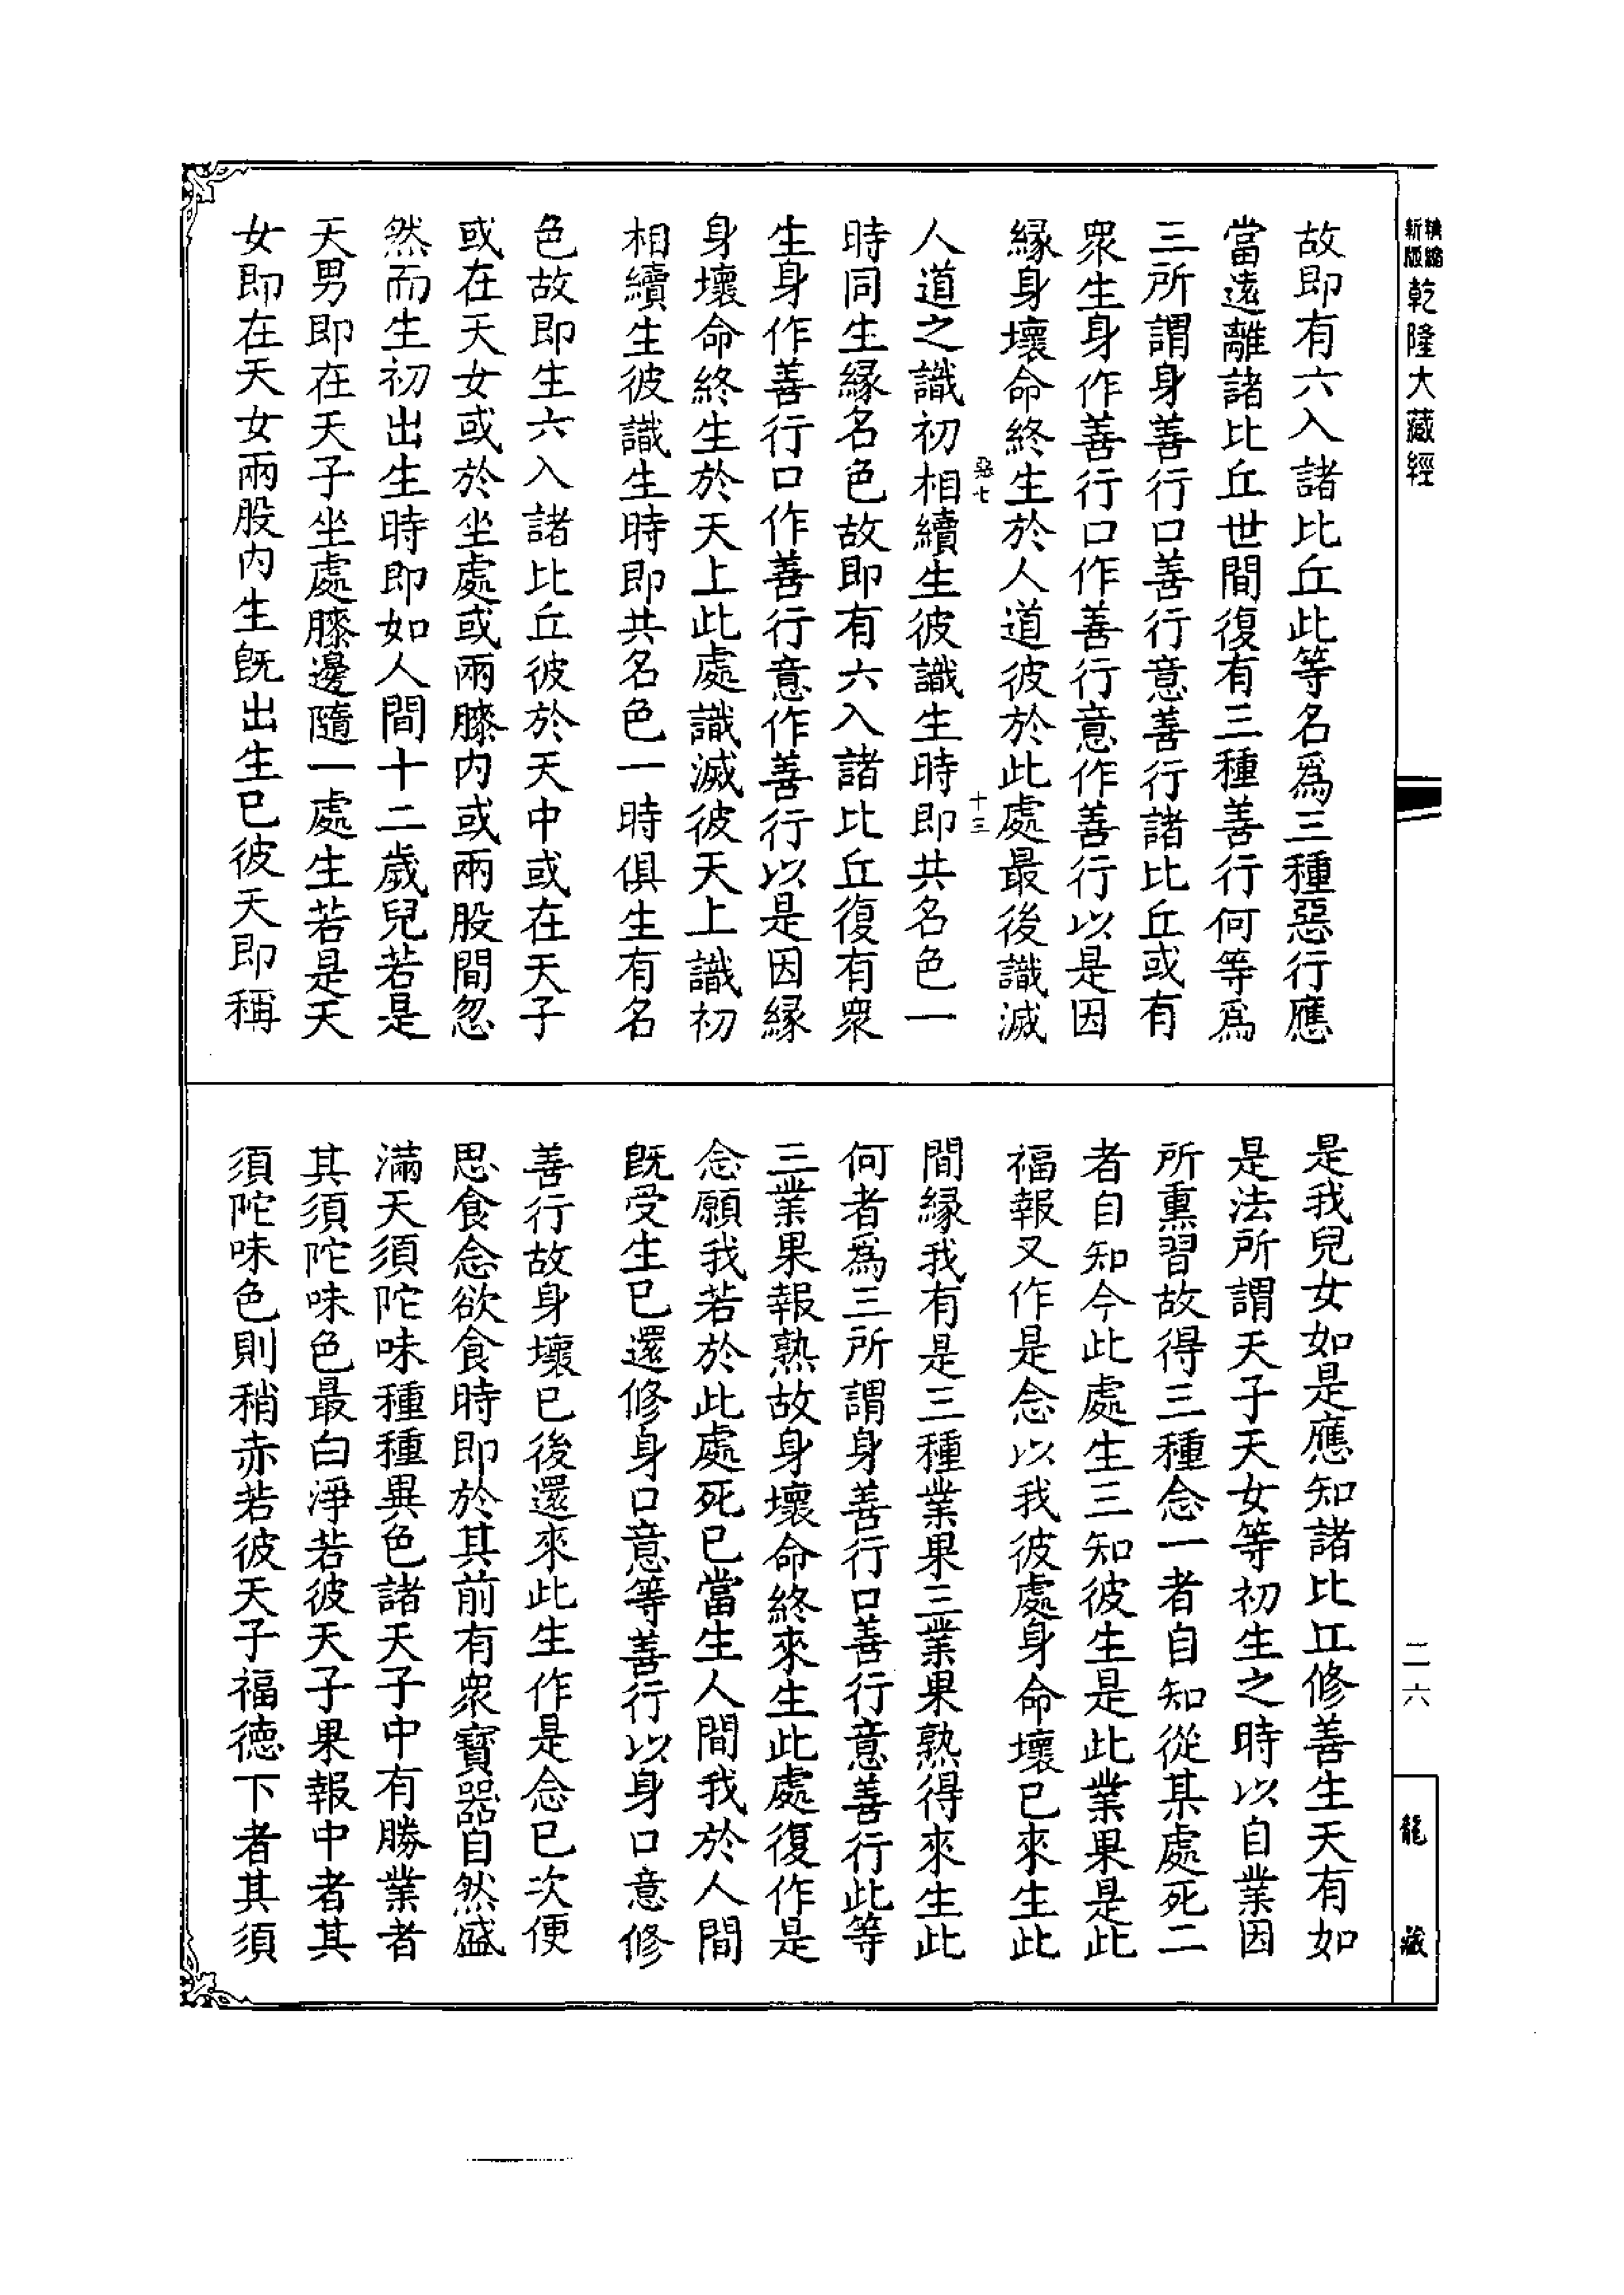 新版精縮乾隆大藏經
故即有六入諸比丘此等名爲三種惡行應
當遠離諸比丘世間復有三種善行何等爲
三所謂身善行口善行意善行諸比丘或有
眾生身作善行口作善行意作善行以是因
緣身壞命終生於人道彼於此處最後識滅
惡七
十三
人道之識初相續生彼識生時即共名色一
時同生緣名色故即有六入諸比丘復有眾
生身作善行口作善行意作善行以是因緣
身壞命終生於天上此處識滅彼天上識初
相續生彼識生時即共名色一時俱生有名
色故即生六入諸比丘彼於天中或在天子
或在天女或於坐處或兩膝内或兩股間忽
然而生初出生時即如人間十二歲兒若是
天男即在天子坐處膝邊隨一處生若是天
女即在天女兩股内生既出生已彼天即稱
是我兒女如是應知諸比丘修善生天有如
是法所謂天子天女等初生之時以自業因
所熏習故得三種念一者自知從某處死二
者自知今此處生三知彼生是此業果是此
福報又作是念以我彼處身命壞已來生此
間緣我有是三種業果三業果熟得來生此
何者爲三所謂身善行口善行意善行此等
三業果報熟故身壞命終來生此處復作是
念願我若於此處死已當生人間我於人間
既受生已還修身口意等善行以身口意修
善行故身壞已後還來此生作是念已次便
思食念欲食時即於其前有眾寶器自然盛
滿天須陀味種種異色諸天子中有勝業者
其須陀味色最白淨若彼天子果報中者其
須陀味色則稍赤若彼天子福德下者其須
二六
龍藏